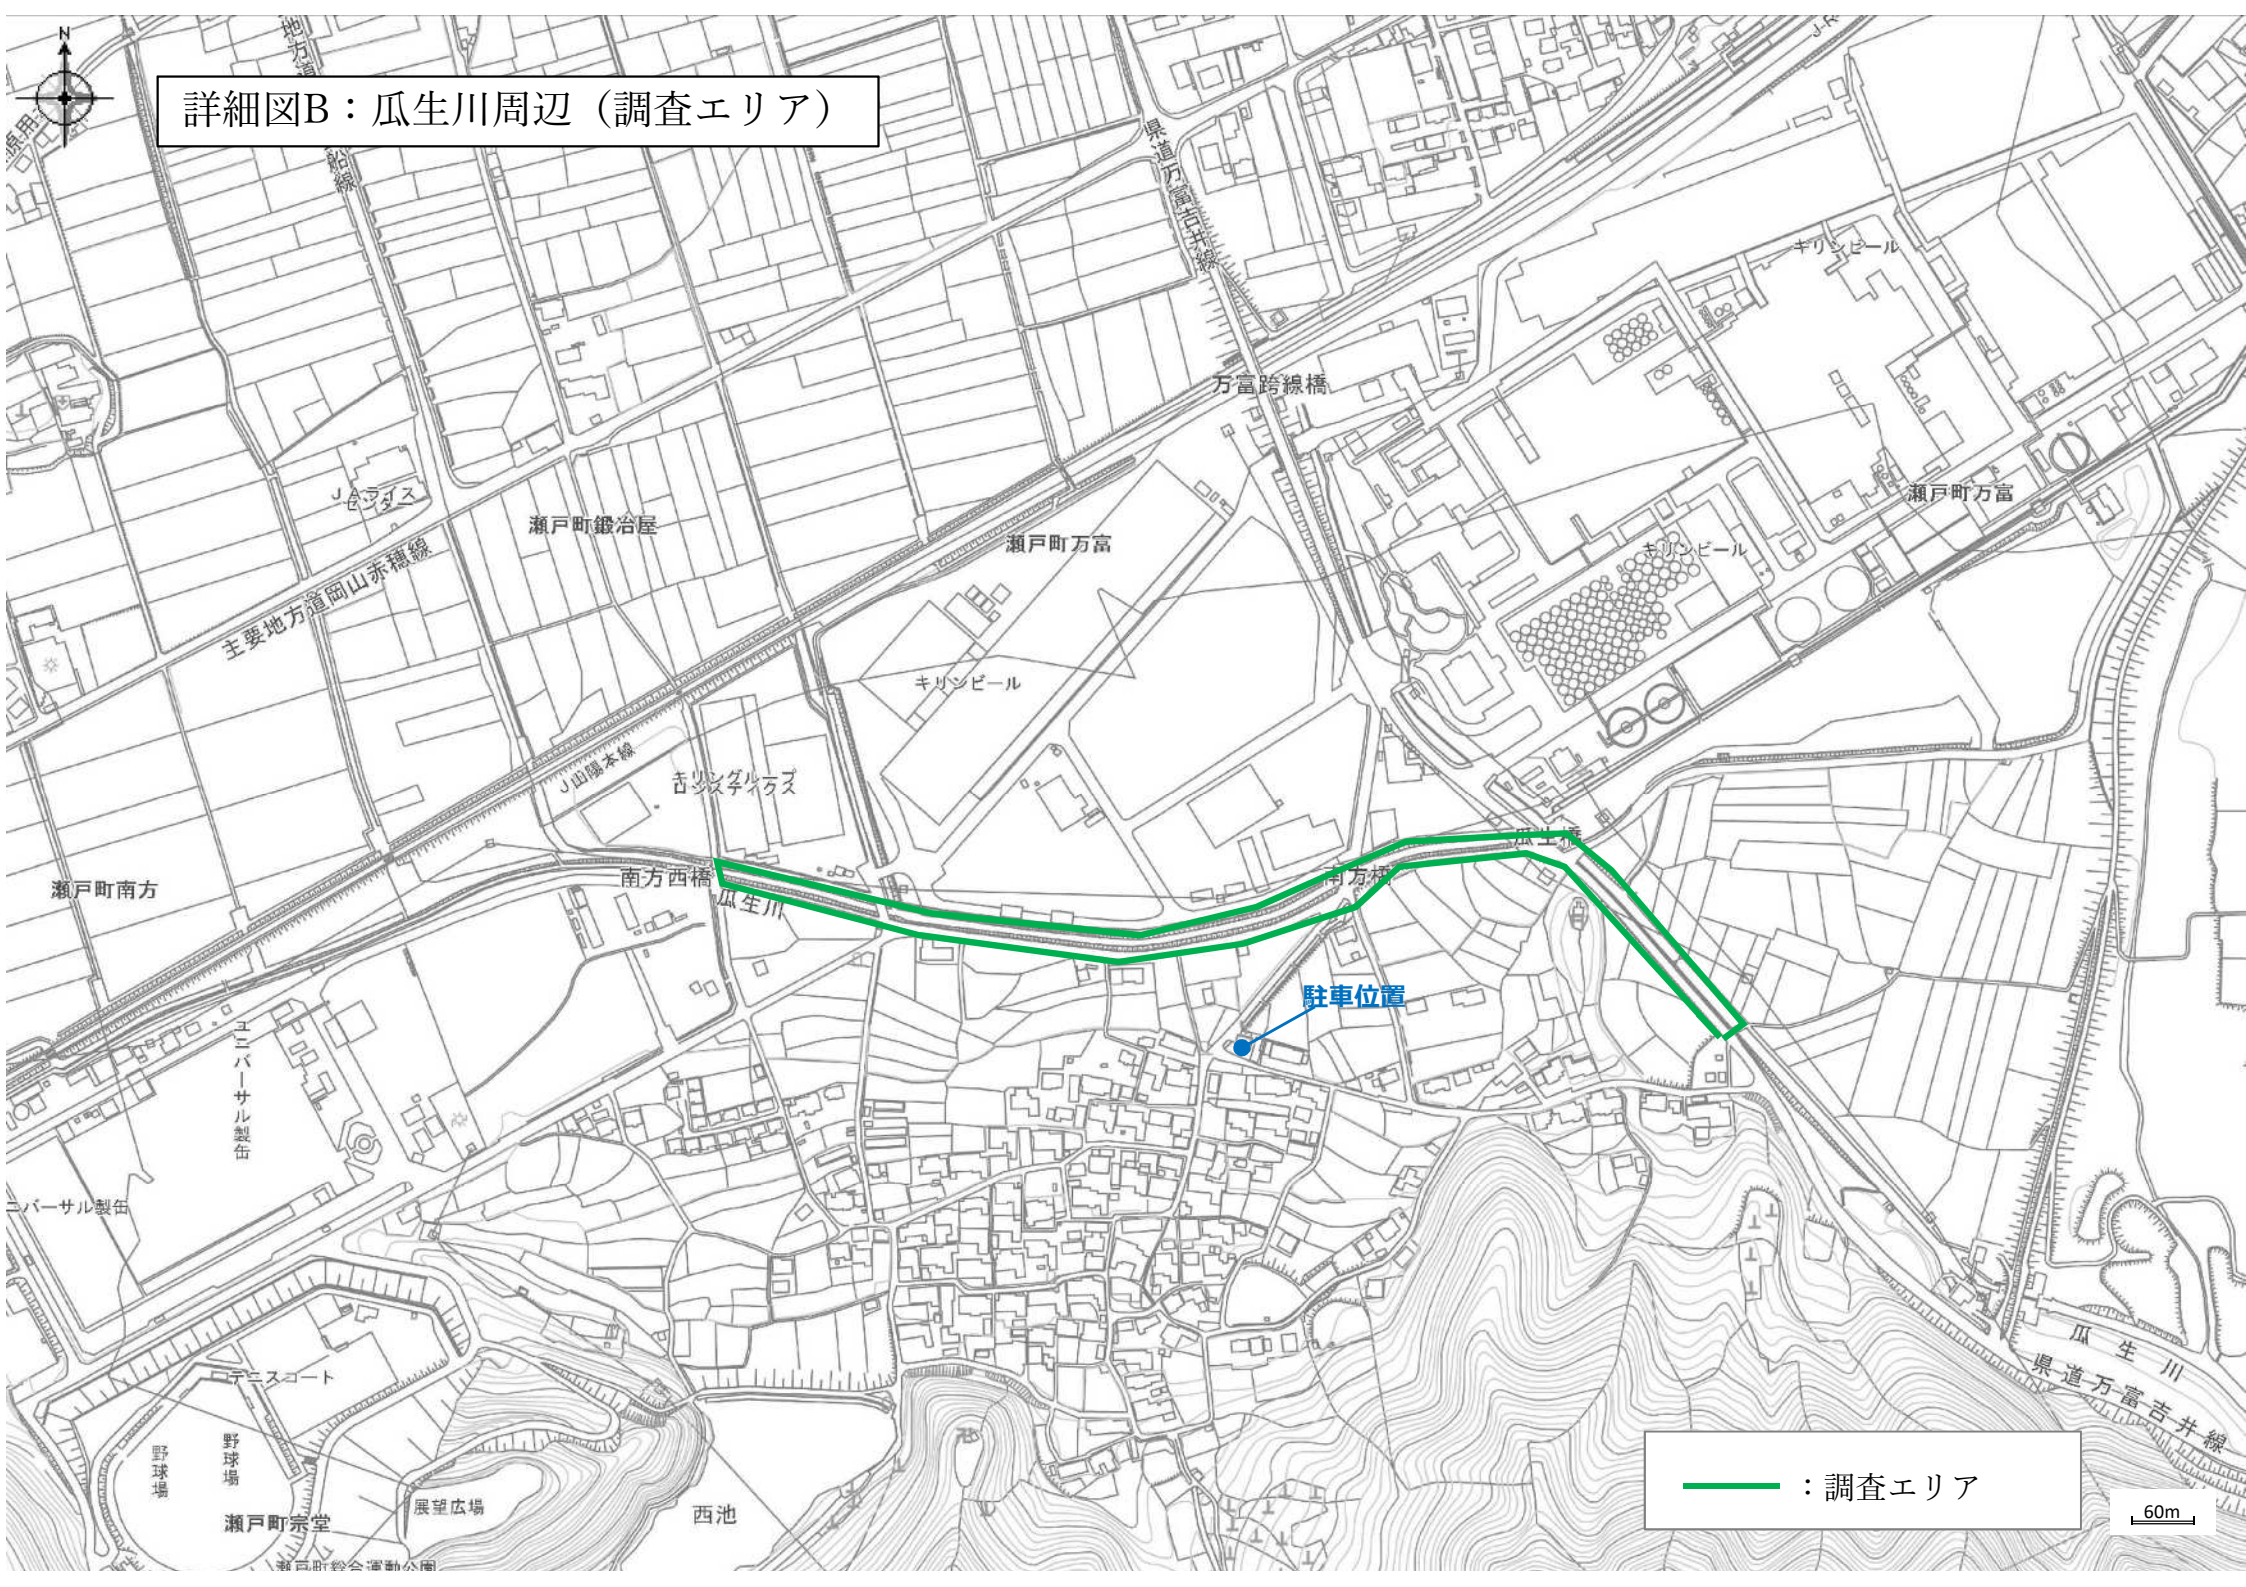 N
詳細図B：瓜生川周辺（調査エリア）
県道万富吉井線
キリンビール
万富跨線橋
JAライス
センター
瀬戸町鍛冶屋
瀬戸町万富
キリンビール
瀬戸町万富
主要地方道岡山赤穂線
キリンビール
J山陽本線
キリングループ
ロジスティクス
瓜生橋
南方橋
南方西橋
瀬戸町南方
瓜生川
駐車位置
ユニバーサル製缶
ユニバーサル製缶
瓜生川
県道万富吉井線
テニスコート
野球場
野球場
展望広場
西池
瀬戸町宗堂
瀬戸町総合運動公園
：調査エリア
60m